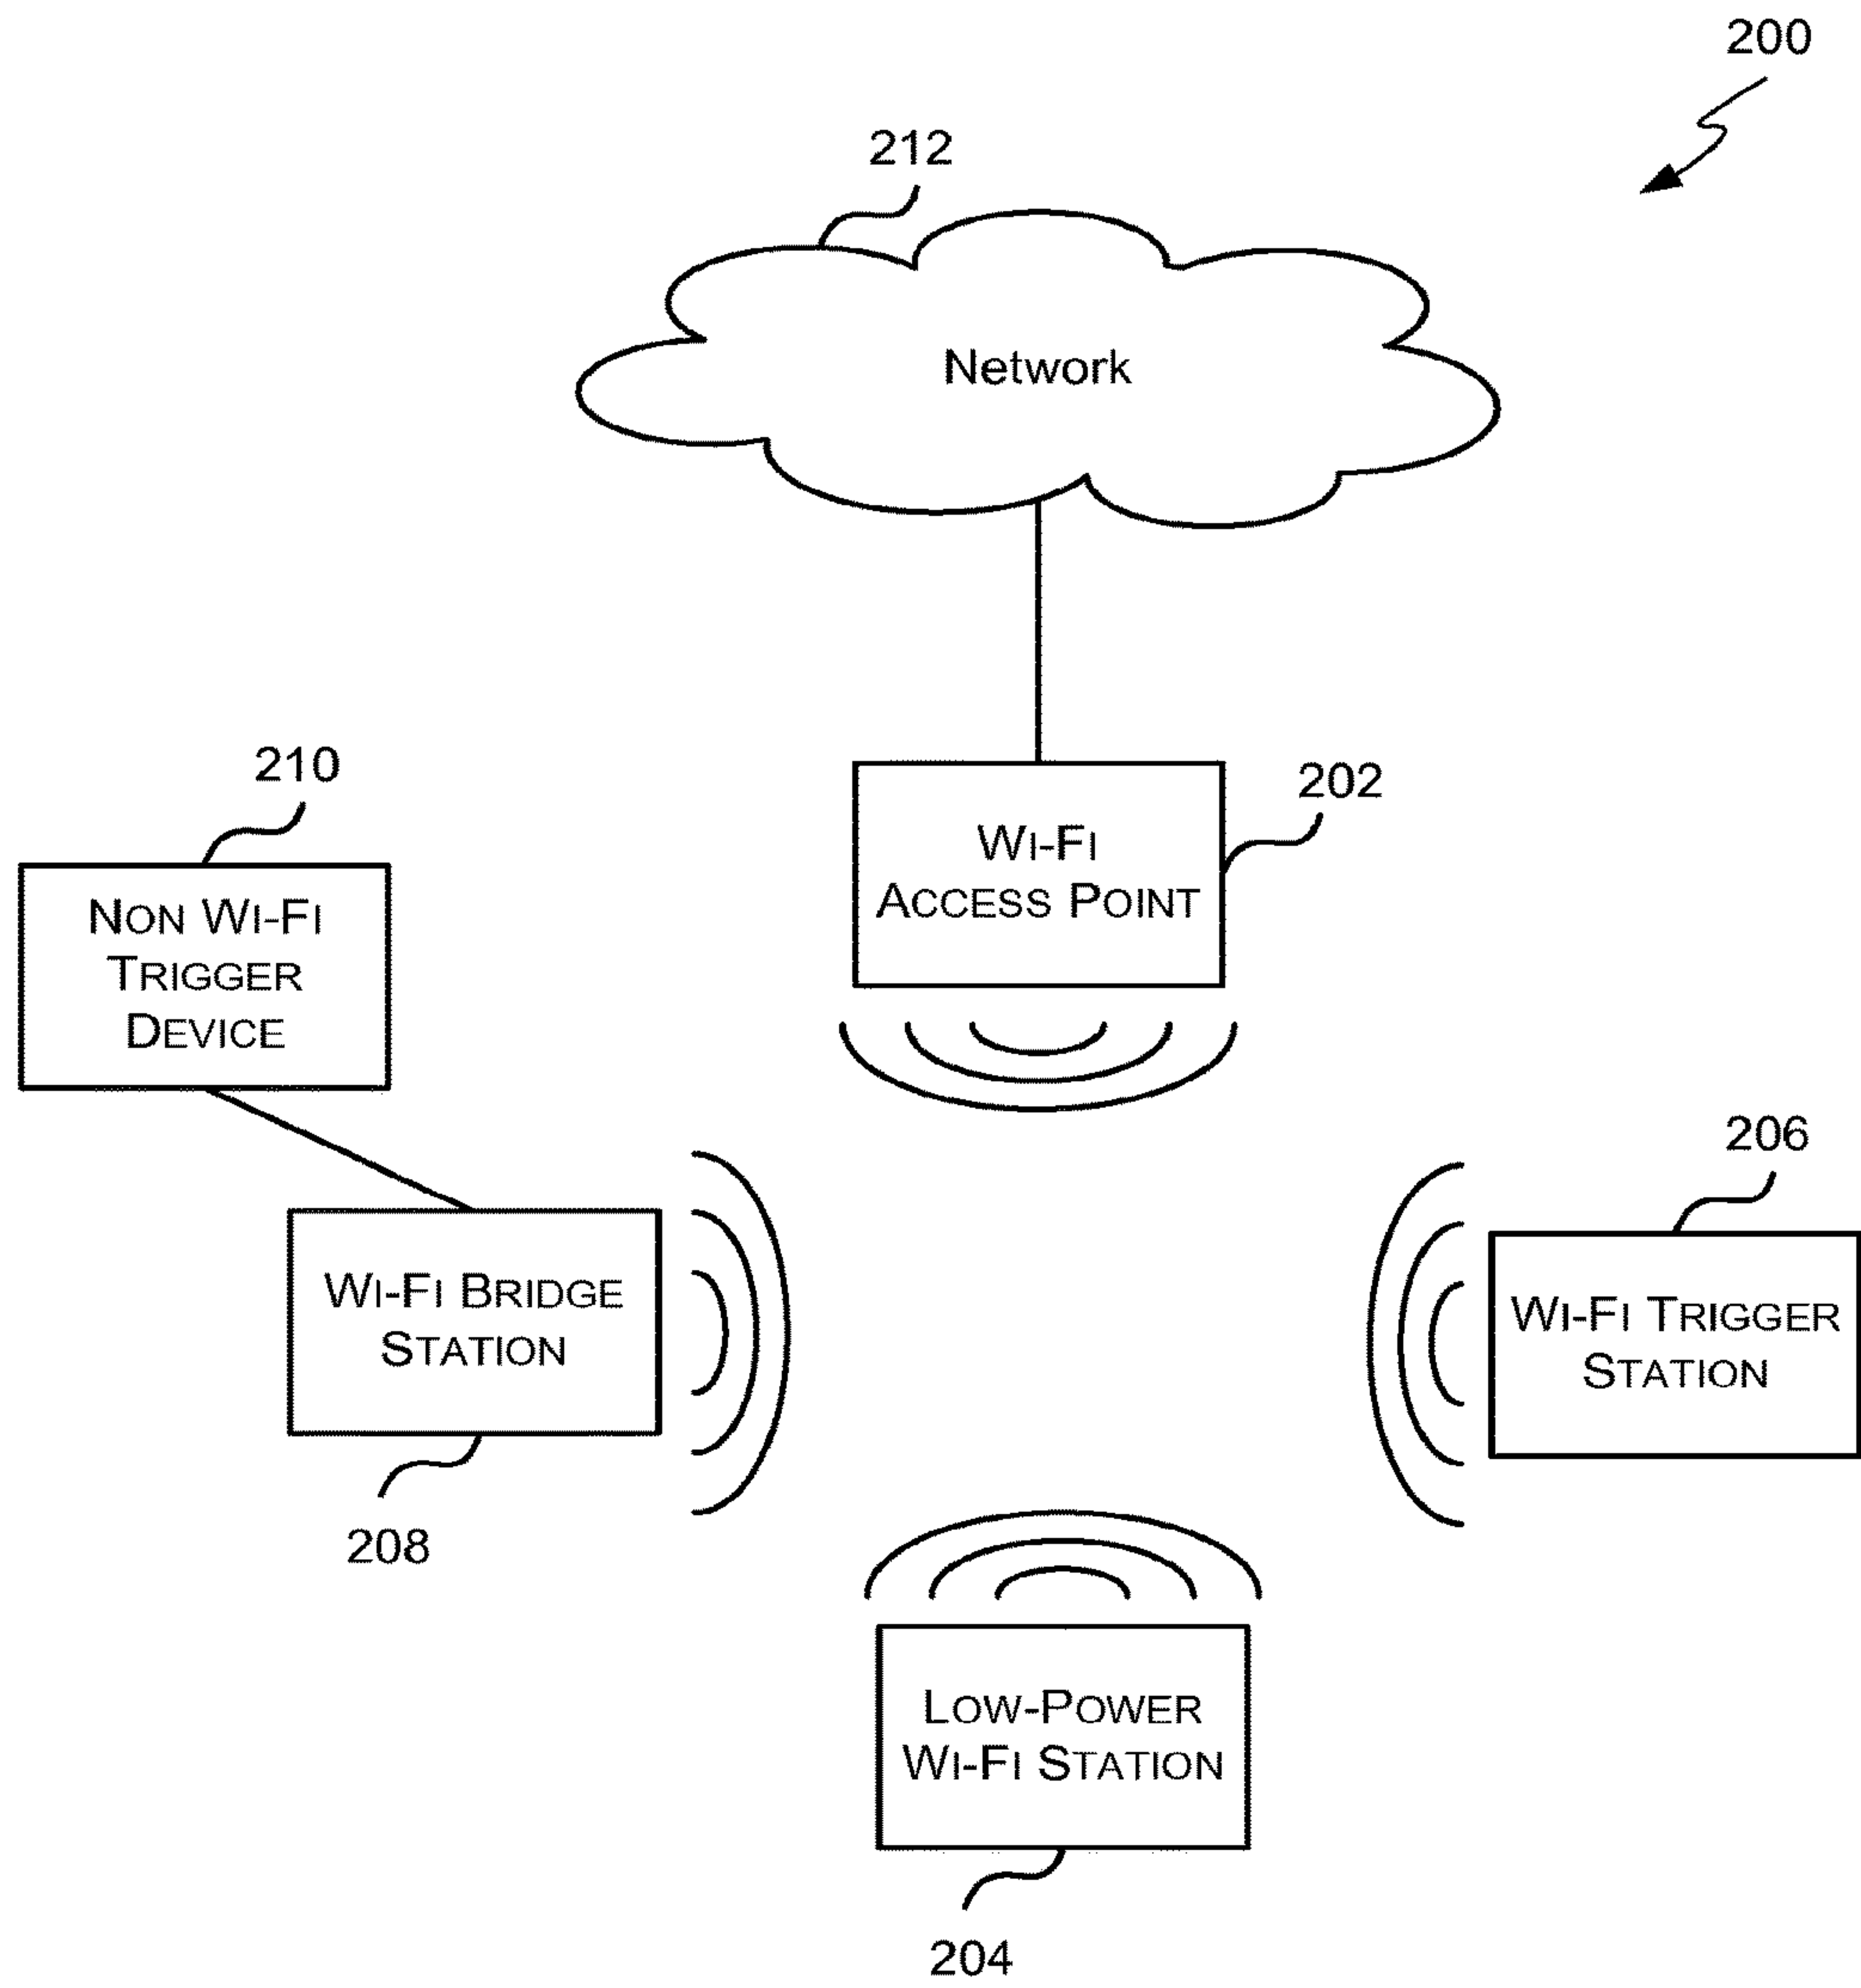 200
212
Network
210
202
Wi-Fi
Access Point
Non Wi-Fi
Trigger
Device
206
Wi-Fi Bridge
Station
Wi-Fi Trigger
Station
208
Low-Power
Wi-Fi Station
204